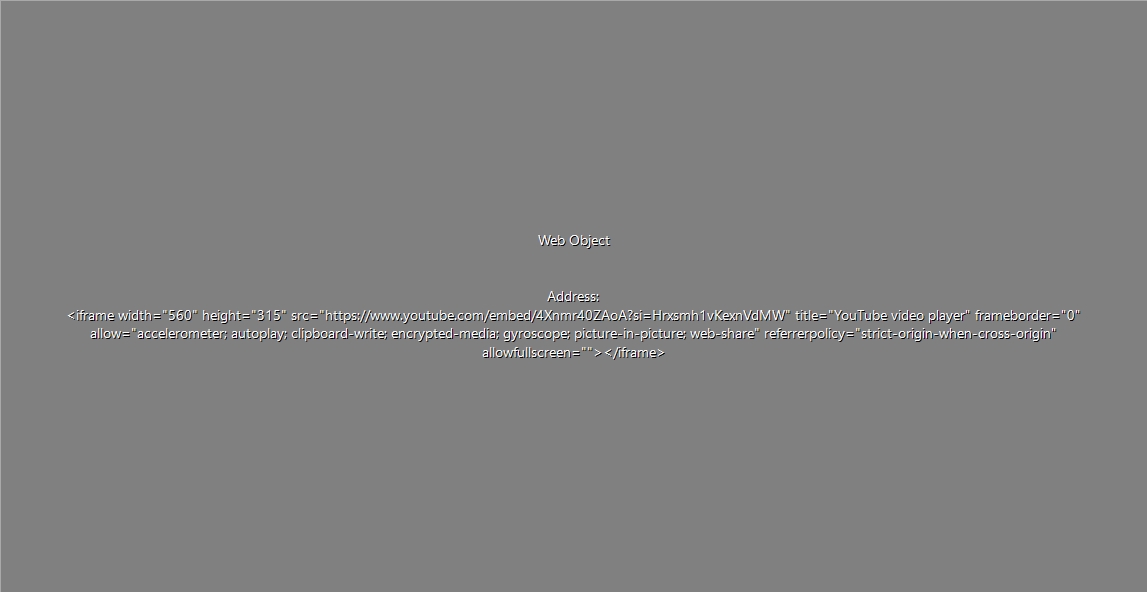 Web Object
Address:
<iframe width="560" height="315" src="https://www.youtube.com/embed/4Xnmr40ZAoA?si=Hrxsmh1vKexnVdMW" title="YouTube video player" frameborder="0"
allow="accelerometer; autoplay; clipboard-write; encrypted-media; gyroscope; picture-in-picture; web-share" referrerpolicy="strict-origin-when-cross-origin"
allowfullscreen=""></iframe>